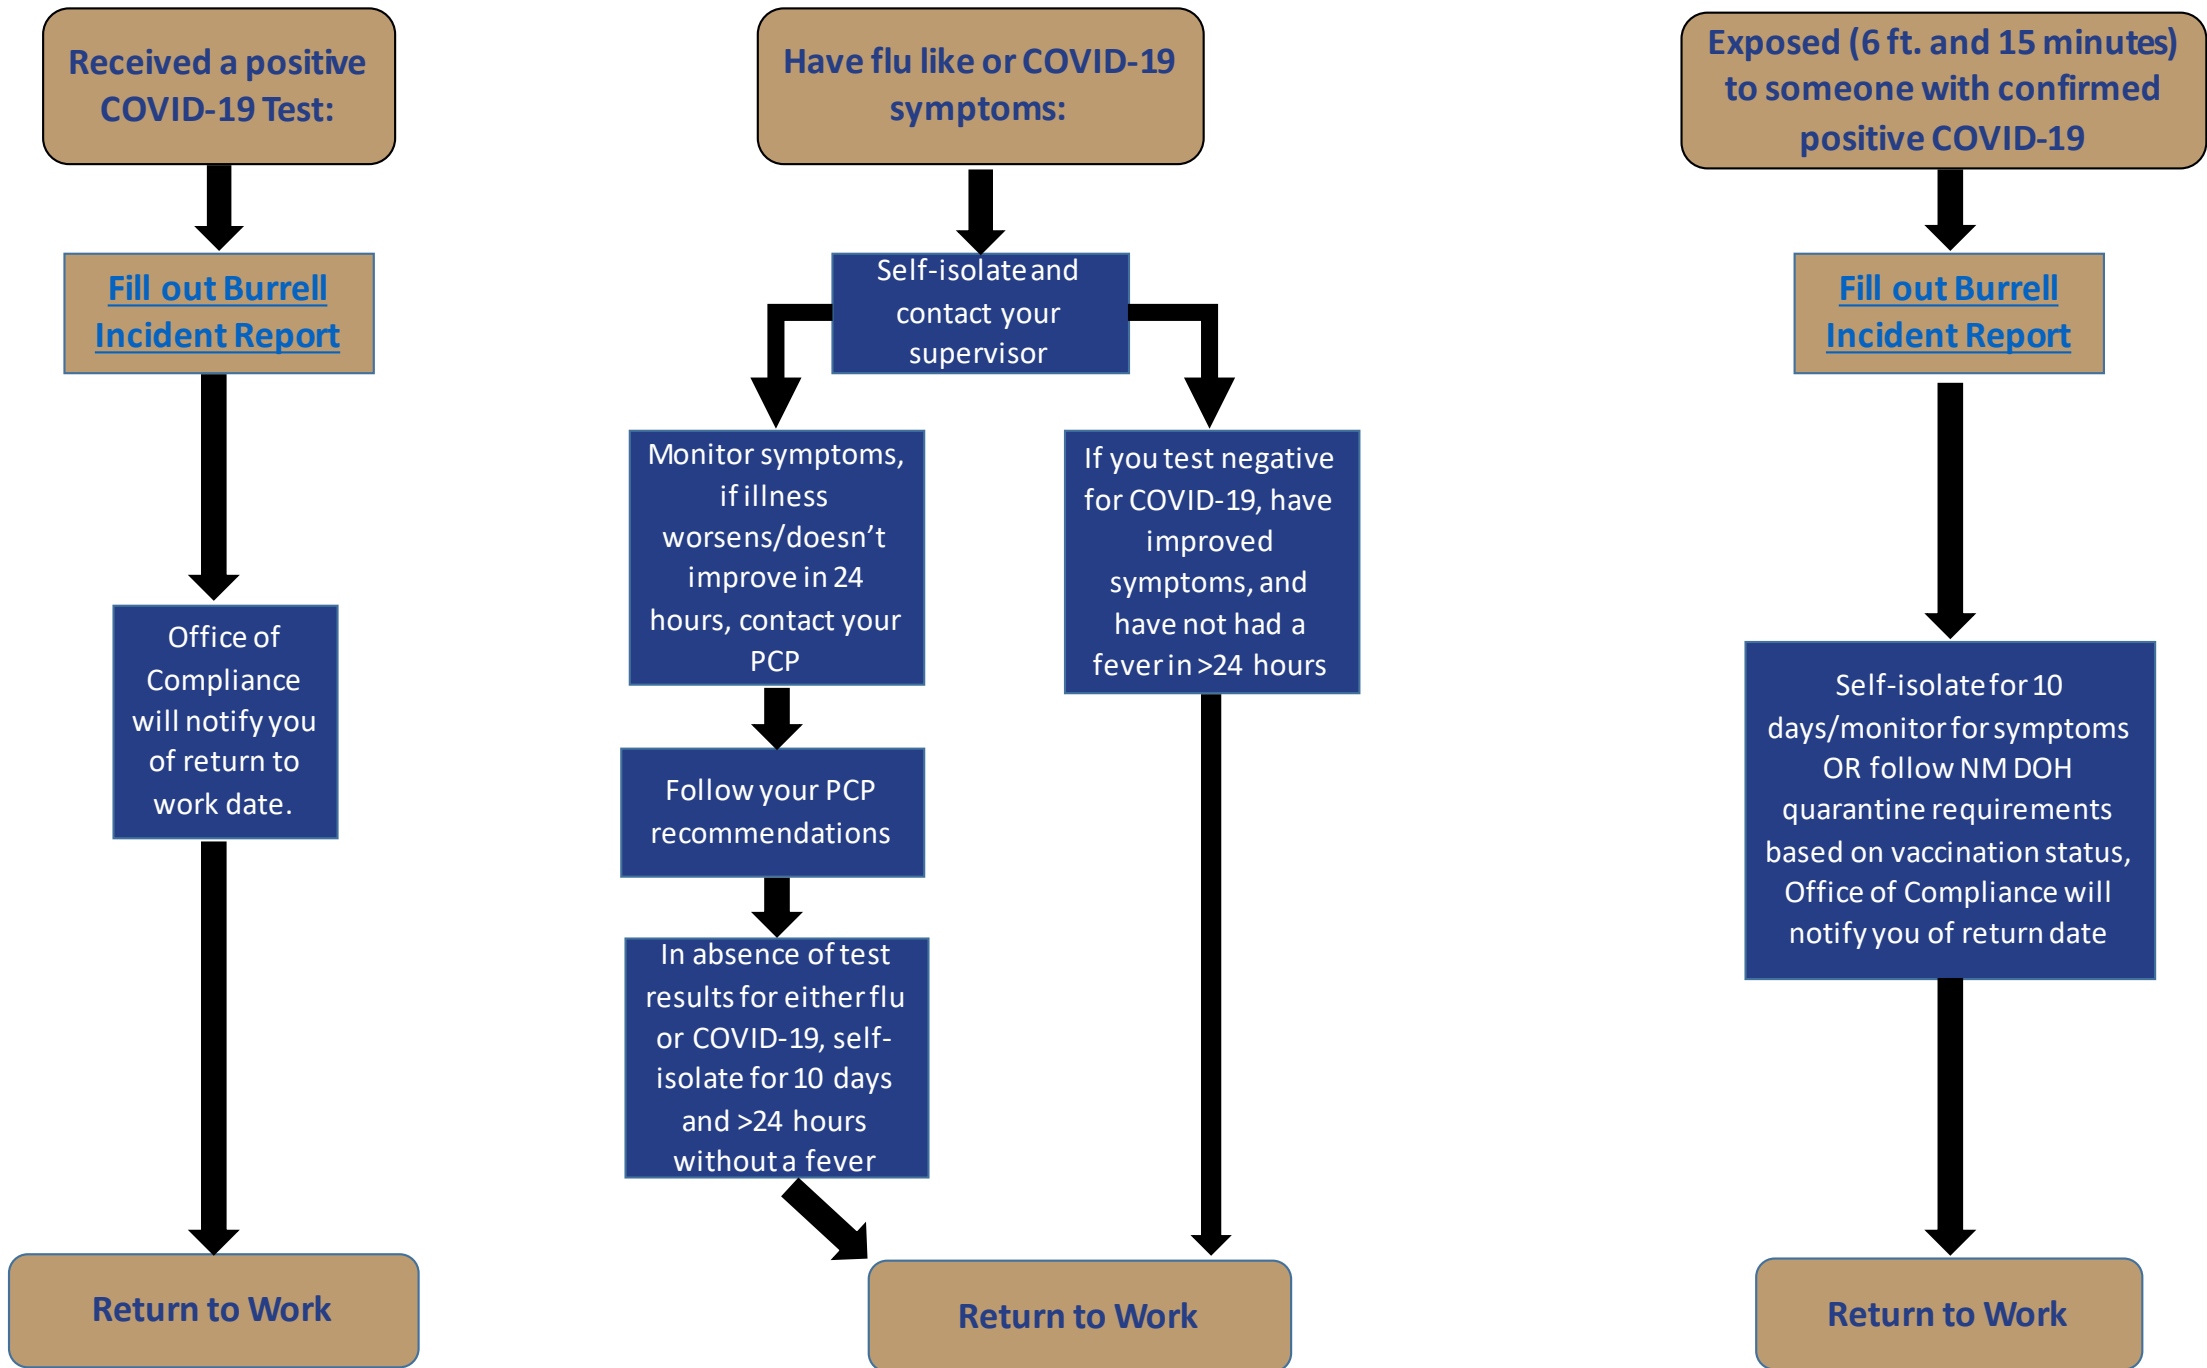 Received a positive
COVID-19 Test:
Fill out Burrell
Incident Report
Office of
Compliance
will notify you
of return to
work date.
Return to Work
Have flu like or COVID-19
symptoms:
Self-isolate and
contact your
supervisor
Monitor symptoms,
if illness
worsens/doesn’t
improve in 24
hours, contact your
PCP
Follow your PCP
recommendations
In absence of test
results for either flu
or COVID-19, self-
isolate for 10 days
and >24 hours
without a fever
If you test negative
for COVID-19, have
improved
symptoms, and
have not had a
fever in >24 hours
Return to Work
Exposed (6 ft. and 15 minutes)
to someone with confirmed
positive COVID-19
Fill out Burrell
Incident Report
Self-isolate for 10
days/monitor for symptoms
OR follow NM DOH
quarantine requirements
based on vaccination status,
Office of Compliance will
notify you of return date
Return to Work